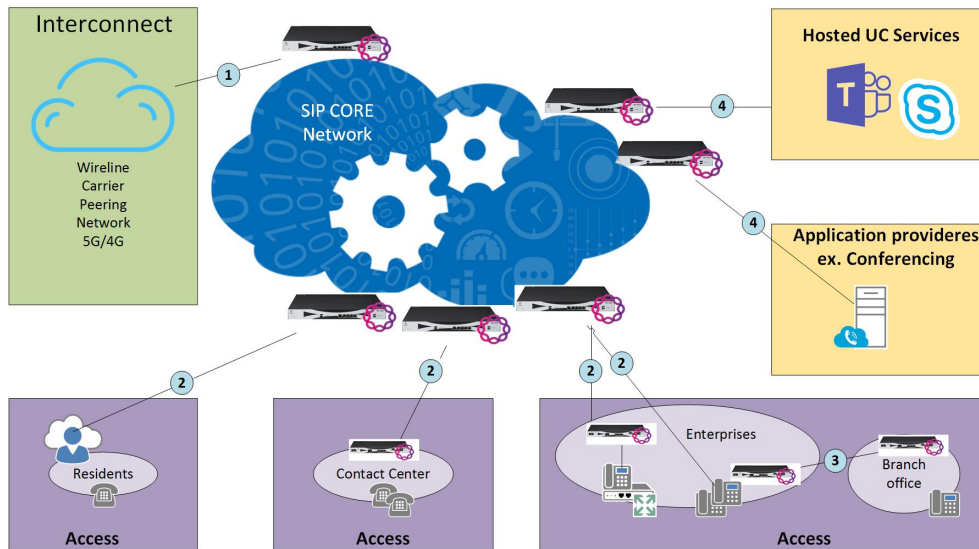 Interconnect
Wireline
Carrier
Peering
Network
5G/4G
1
SIP CORE
Network
4
Hosted UC Services
T
S
4
Application provideres
ex. Conferencing
2
2
2
2
Residents
Access
Contact Center
Access
Enterprises
3
Branch
office
Access